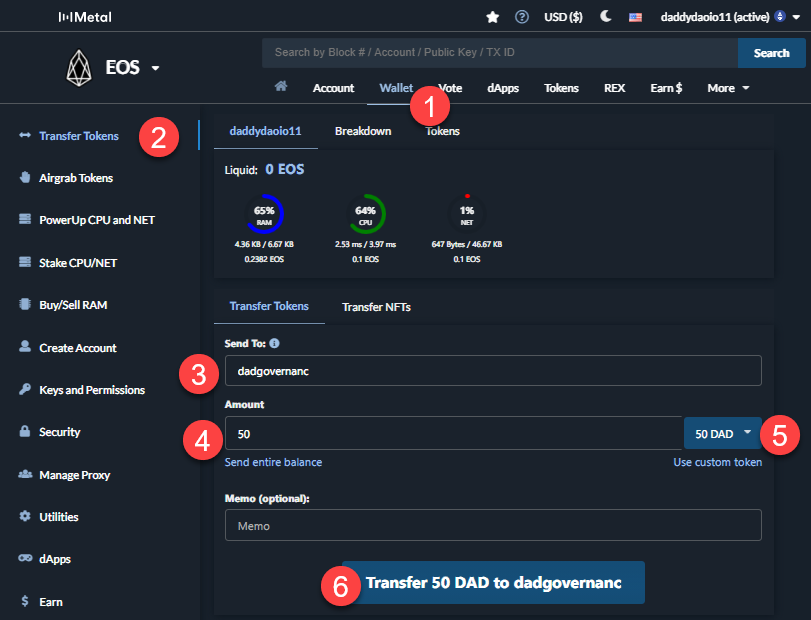 Metal
USD ($)
daddydaoio11 (active)
EOS
Search by Block # / Account / Public Key / TX ID
Search
Account
Wallet
Vote
dApps
Tokens
REX
Earn $
More
1
Transfer Tokens
2
Airgrab Tokens
PowerUp CPU and NET
Stake CPU/NET
Buy/Sell RAM
Create Account
Keys and Permissions
Security
Manage Proxy
Utilities
dApps
$ Earn
daddydaoio11
Breakdown
Tokens
Liquid: 0 EOS
65%
RAM
4.36 KB / 6.67 KB
0.2382 EOS
64%
CPU
2.53 ms / 3.97 ms
0.1 EOS
1%
NET
647 Bytes / 46.67 KB
0.1 EOS
Transfer Tokens
Transfer NFTs
Send To:
3
dadgovernanc
Amount
4
50
50 DAD
5
Send entire balance
Use custom token
Memo (optional):
Memo
6
Transfer 50 DAD to dadgovernanc